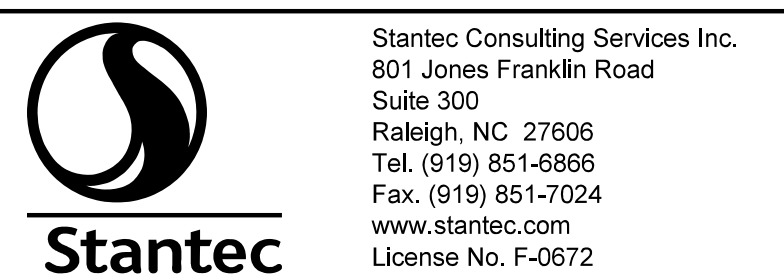 Stantec
Stantec Consulting Services Inc.
801 Jones Franklin Road
Suite 300
Raleigh, NC  27606
Tel. (919) 851-6866
Fax. (919) 851-7024
www.stantec.com
License No. F-0672